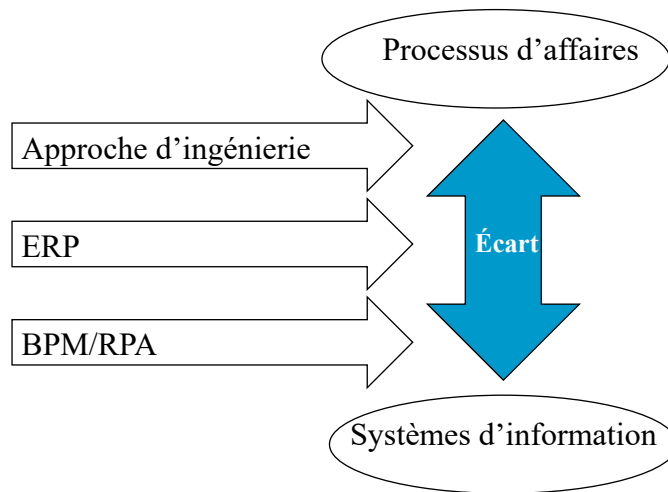 Processus d’affaires
Approche d’ingénierie
ERP
Écart
BPM/RPA
Systèmes d’information